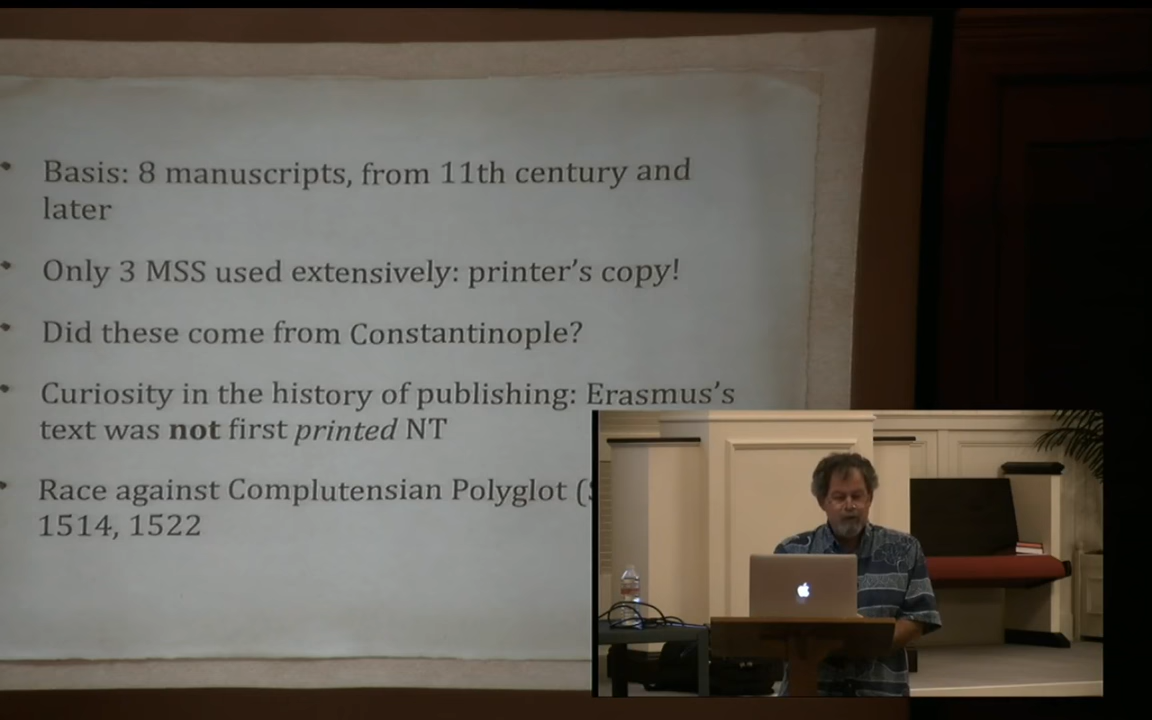 • Basis: 8 manuscripts, from 11th century and
later
• Only 3 MSS used extensively: printer's copy!
• Did these come from Constantinople?
• Curiosity in the history of publishing: Erasmus's
text was not first printed NT
• Race against Complutensian Polyglot (
1514, 1522